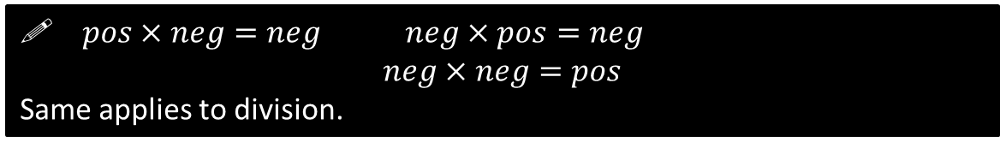 ✏ pos × neg = neg neg × pos = neg
neg × neg = pos
Same applies to division.